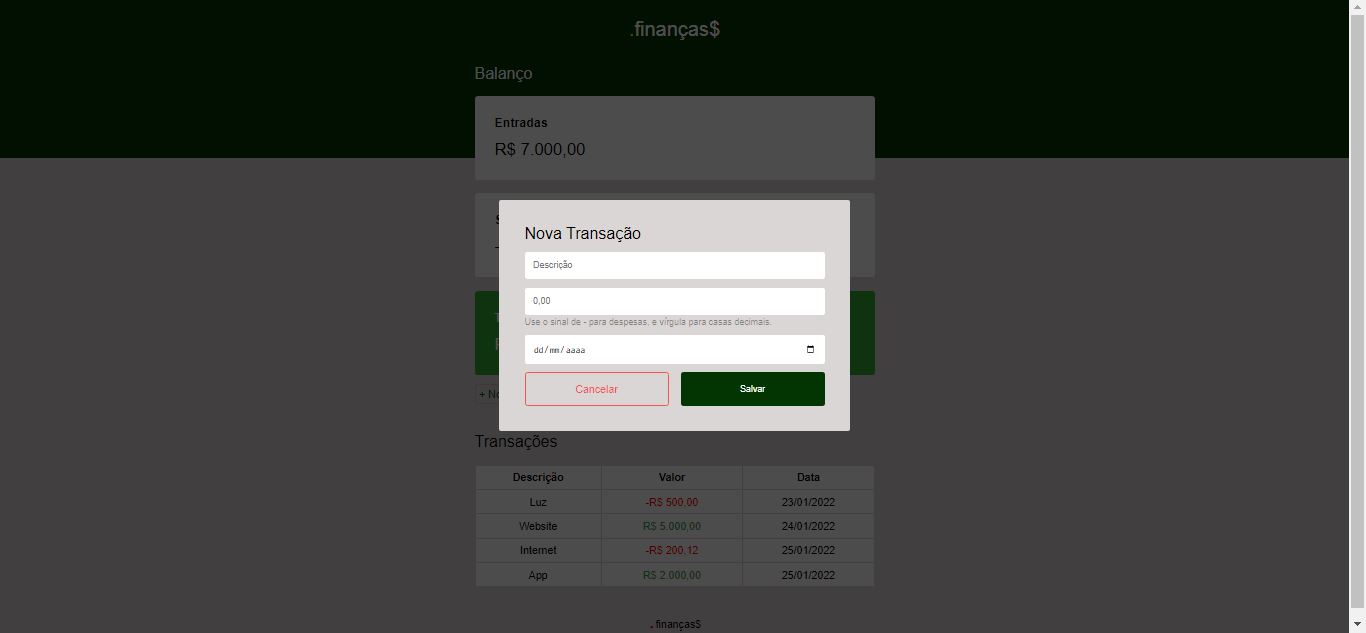 .finanças$
Balanço
Entradas
R$ 7.000,00
Nova Transação
Descrição
0,00
Use o sinal de - para despesas, e vírgula para casas decimais.
dd/mm/aaaa
Cancelar Salvar
Transações
Descrição Valor Data
Luz -R$ 500,00 23/01/2022
Website R$ 5.000,00 24/01/2022
Internet -R$ 200,12 25/01/2022
App R$ 2.000,00 25/01/2022
.finanças$